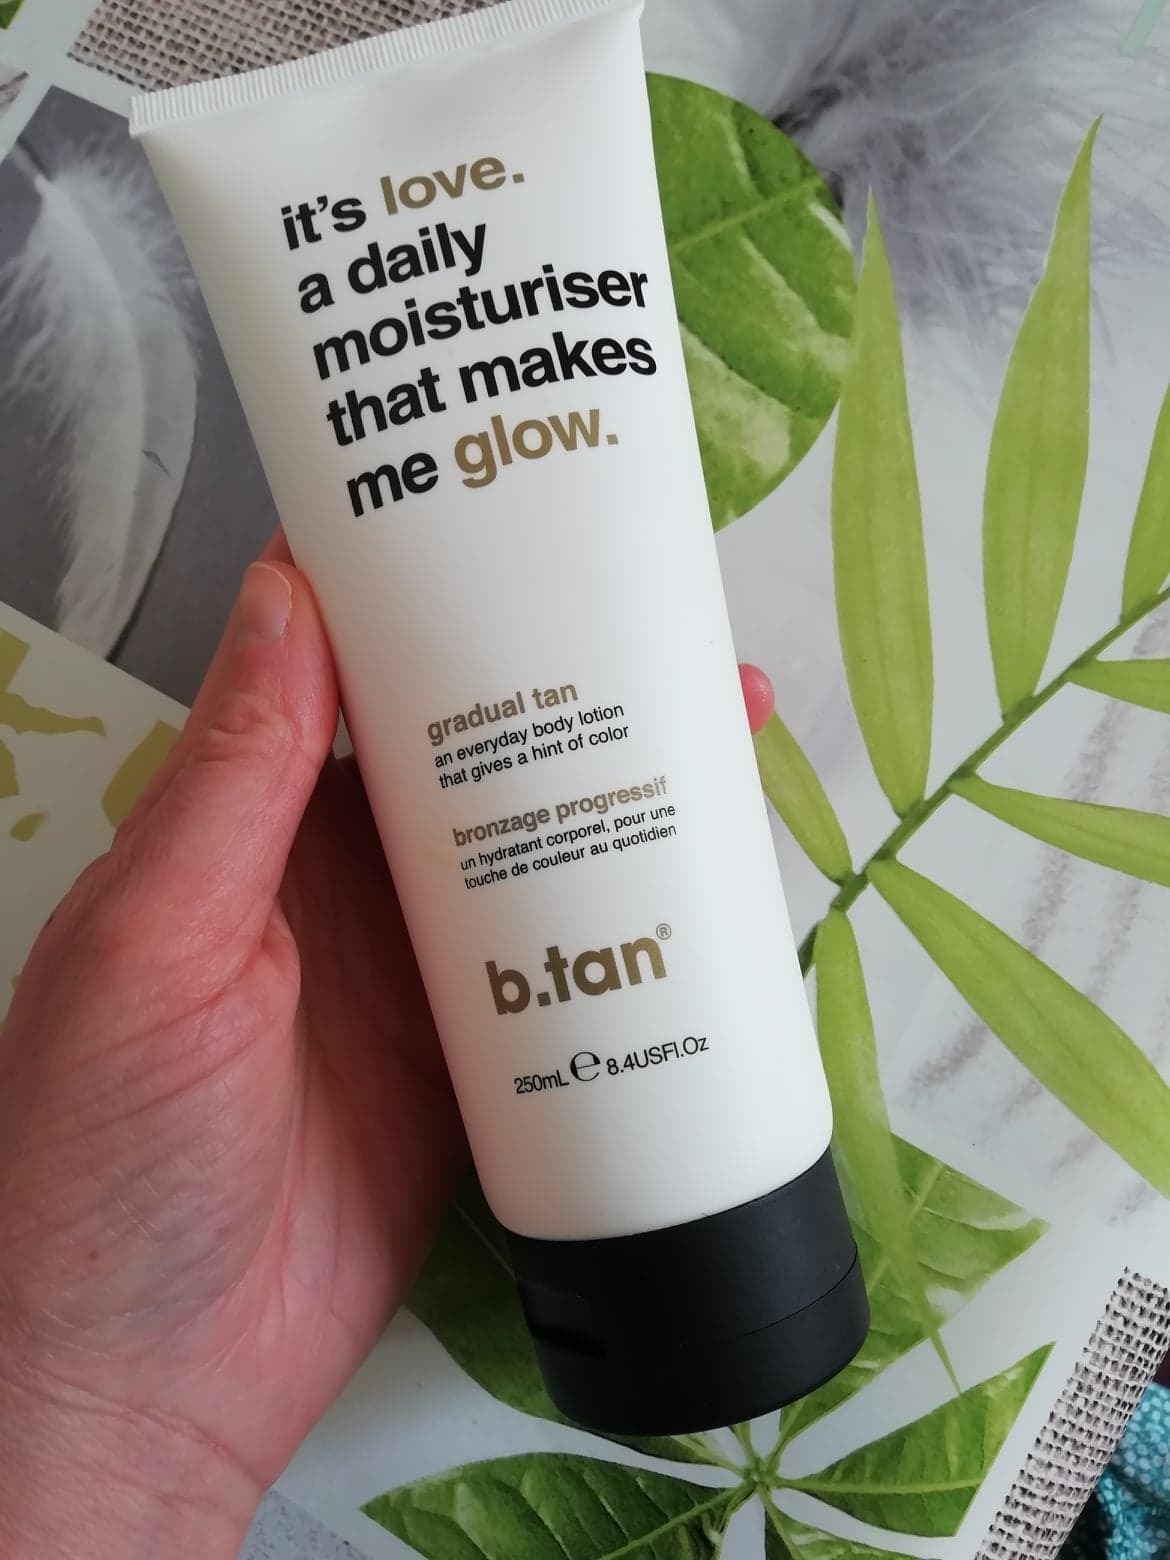 it's love.
a daily
moisturiser
that makes
me glow.
gradual tan
an everyday body lotion
that gives a hint of color
bronzage progressif
un hydratant corporel, pour une
touche de couleur au quotidien
b.tan®
250mL ℮ 8.4USFl.Oz